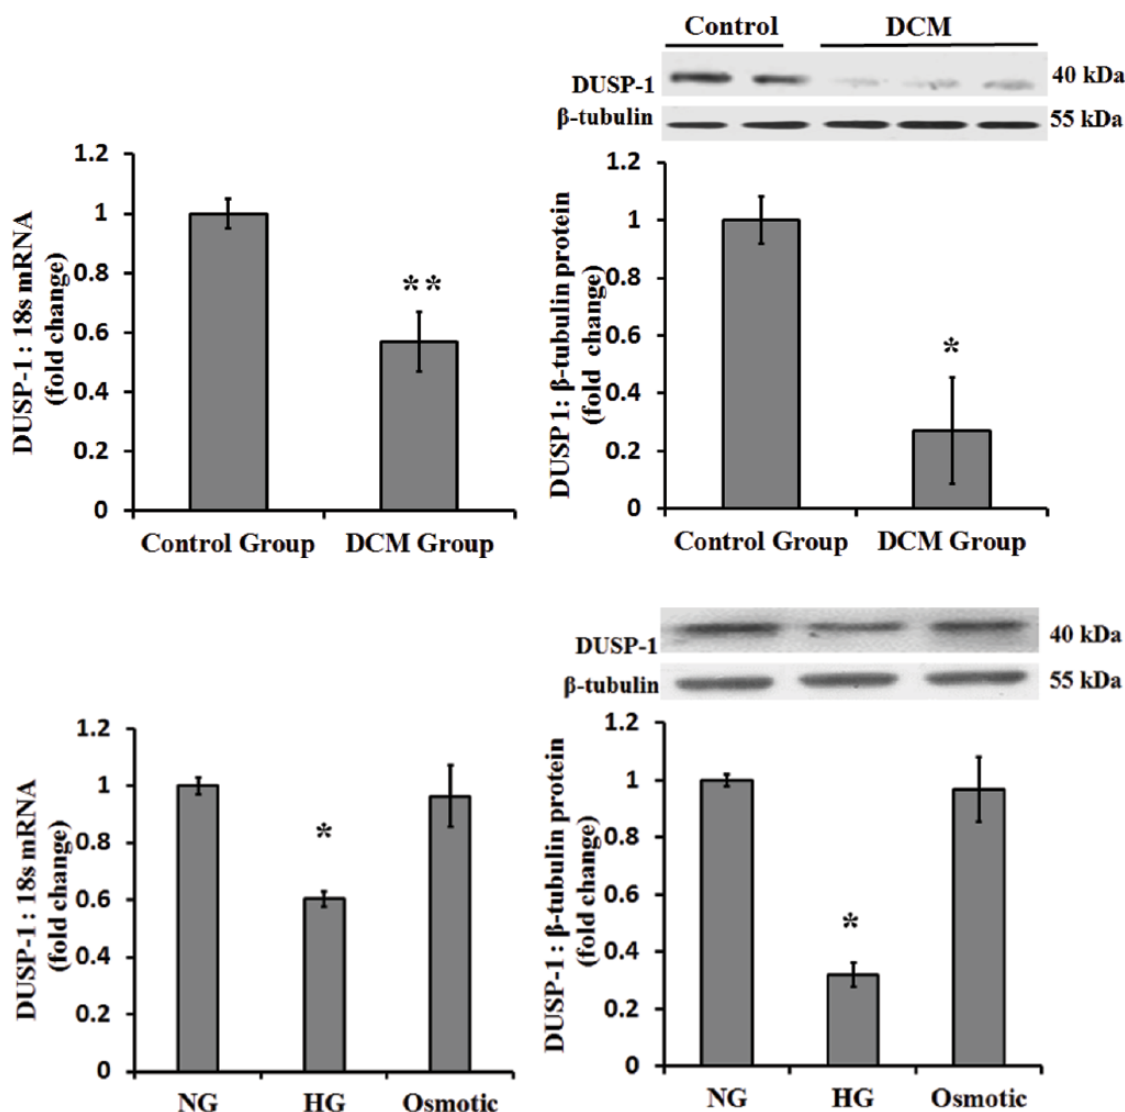 Control DCM
DUSP-1 40 kDa
β-tubulin 55 kDa
DUSP-1 : 18s mRNA
(fold change)
1.2
1
0.8
0.6
0.4
0.2
0
**
Control Group DCM Group
DUSP 1: β-tubulin protein
(fold change)
1.2
1
0.8
0.6
0.4
0.2
0
*
Control Group DCM Group
DUSP-1 40 kDa
β-tubulin 55 kDa
DUSP-1 : 18s mRNA
(fold change)
1.2
1
0.8
0.6
0.4
0.2
0
*
NG HG Osmotic
DUSP-1 : β-tubulin protein
(fold change)
1.2
1
0.8
0.6
0.4
0.2
0
*
NG HG Osmotic